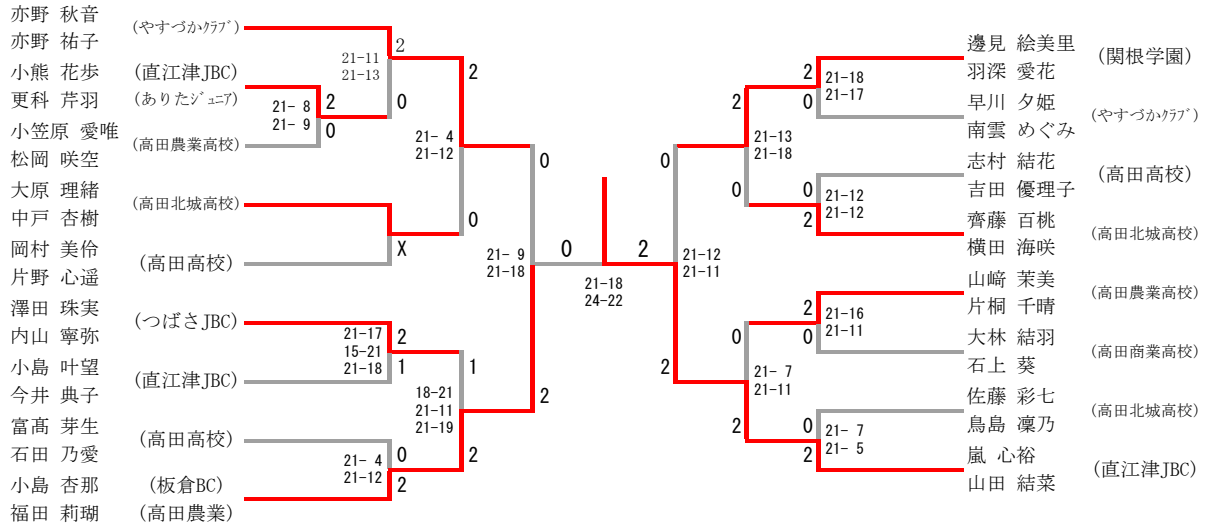 亦野 秋音
亦野 祐子
(やすづかｸﾗﾌﾞ)
小熊 花歩 (直江津JBC)
更科 芹羽 (ありたｼﾞｭﾆｱ)
小笠原 愛唯
松岡 咲空
(高田農業高校)
大原 理緒
中戸 杏樹
(高田北城高校)
岡村 美伶
片野 心遥
(高田高校)
澤田 珠実
内山 寧弥
(つばさJBC)
小島 叶望
今井 典子
(直江津JBC)
富髙 芽生
石田 乃愛
(高田高校)
小島 杏那 (板倉BC)
福田 莉瑚 (高田農業)
2
21-11
21-13
0
21- 8
21- 9
2
0
2
21- 4
21-12
0
X
21-17
15-21
21-18
2
1
1
18-21
21-11
21-19
2
21- 4
21-12
0
2
0
21- 9
21-18
2
0
21-18
24-22
2
0
21-12
21-11
2
2
21-13
21-18
0
2
21-18
21-17
0
0
21-12
21-12
2
0
21- 7
21-11
2
2
21-16
21-11
0
0
21- 7
21- 5
2
邊見 絵美里
羽深 愛花
(関根学園)
早川 夕姫
南雲 めぐみ
(やすづかｸﾗﾌﾞ)
志村 結花
吉田 優理子
(高田高校)
齊藤 百桃
横田 海咲
(高田北城高校)
山﨑 茉美
片桐 千晴
(高田農業高校)
大林 結羽
石上 葵
(高田商業高校)
佐藤 彩七
鳥島 凜乃
(高田北城高校)
嵐 心裕
山田 結菜
(直江津JBC)